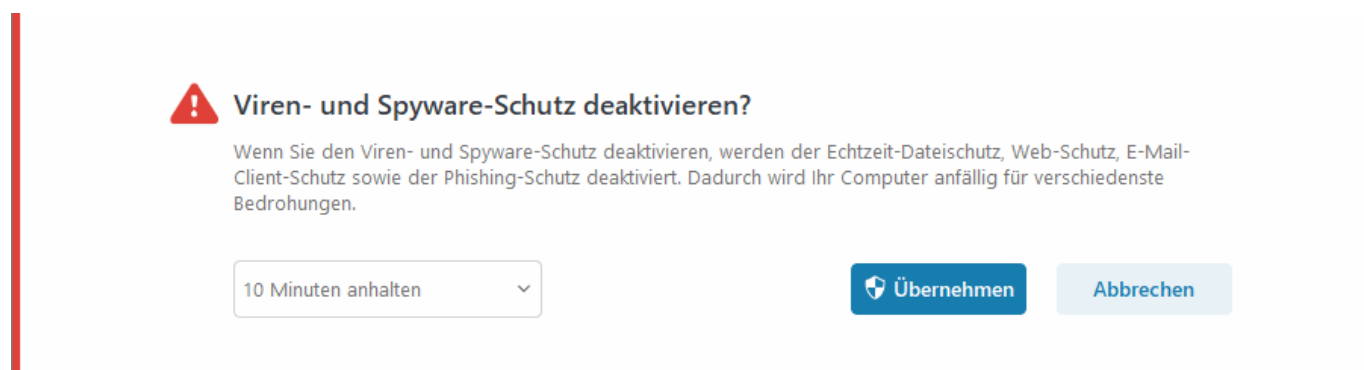 Viren- und Spyware-Schutz deaktivieren?
Wenn Sie den Viren- und Spyware-Schutz deaktivieren, werden der Echtzeit-Dateischutz, Web-Schutz, E-Mail-
Client-Schutz sowie der Phishing-Schutz deaktiviert. Dadurch wird Ihr Computer anfällig für verschiedenste
Bedrohungen.
10 Minuten anhalten
Übernehmen
Abbrechen